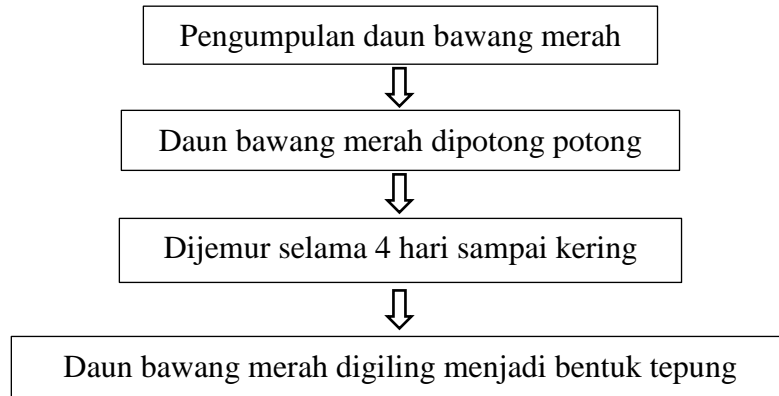 Pengumpulan daun bawang merah
Daun bawang merah dipotong potong
Dijemur selama 4 hari sampai kering
Daun bawang merah digiling menjadi bentuk tepung